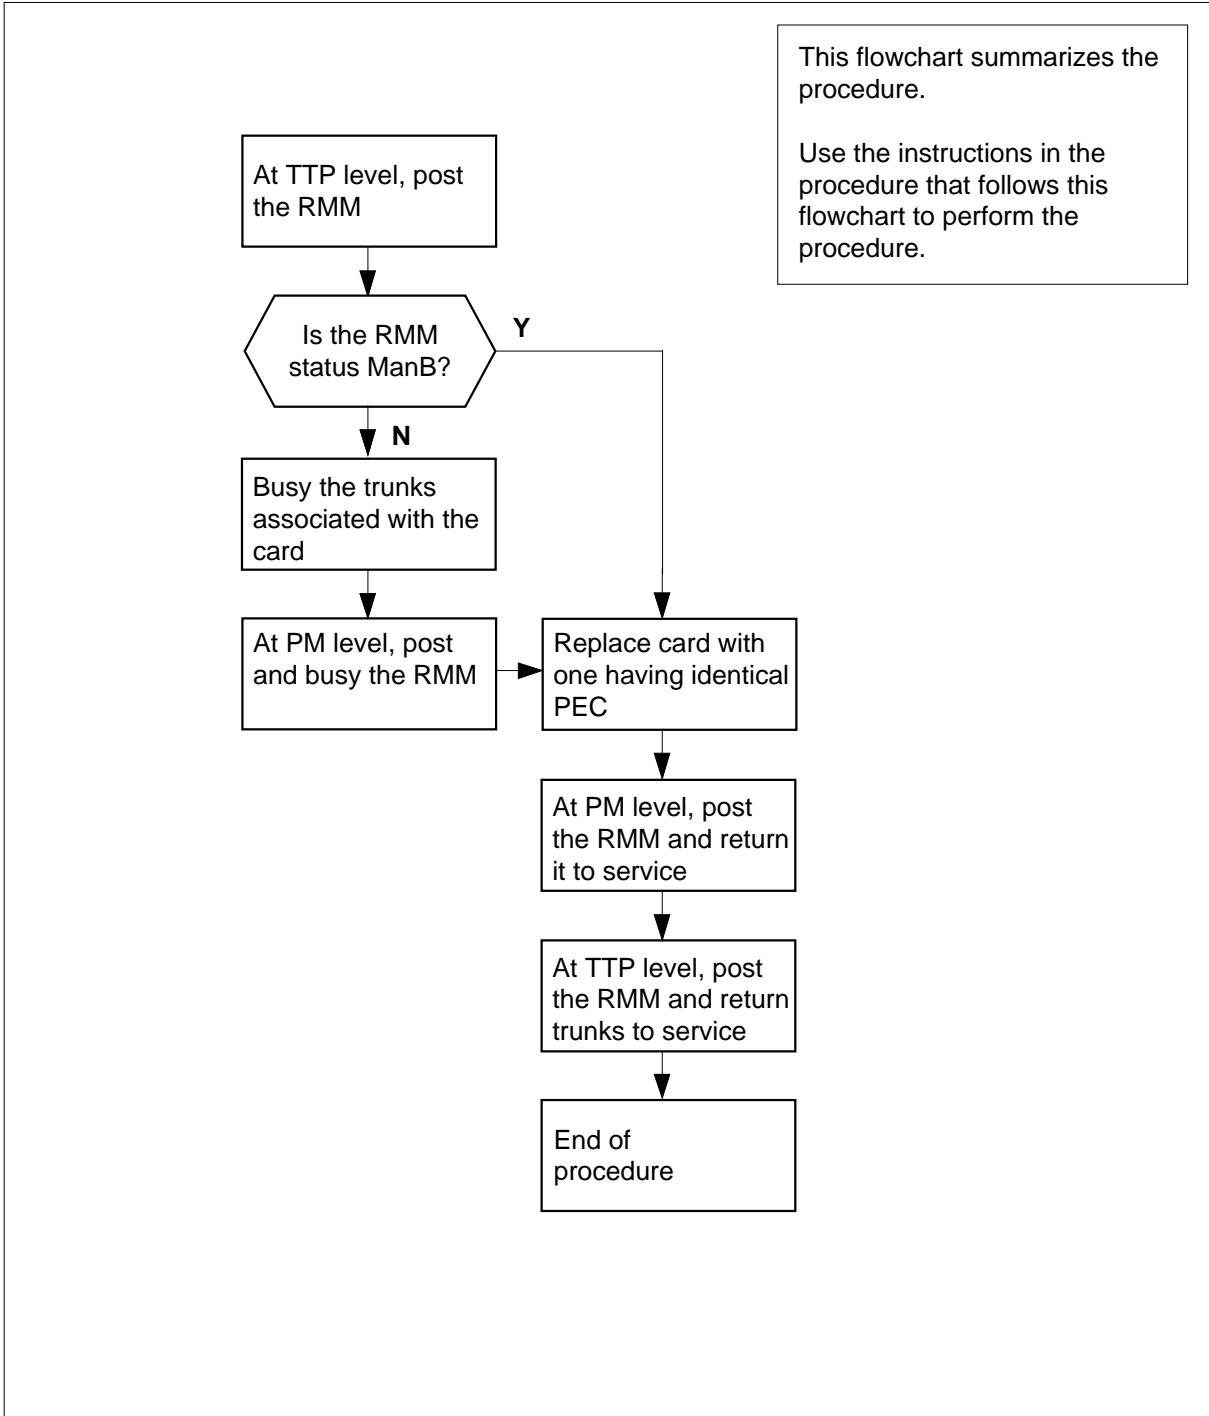 This flowchart summarizes the
procedure.
Use the instructions in the
procedure that follows this
flowchart to perform the
procedure.
At TTP level, post
the RMM
Is the RMM
status ManB?
Y
N
Busy the trunks
associated with the
card
At PM level, post
and busy the RMM
Replace card with
one having identical
PEC
At PM level, post
the RMM and return
it to service
At TTP level, post
the RMM and return
trunks to service
End of
procedure